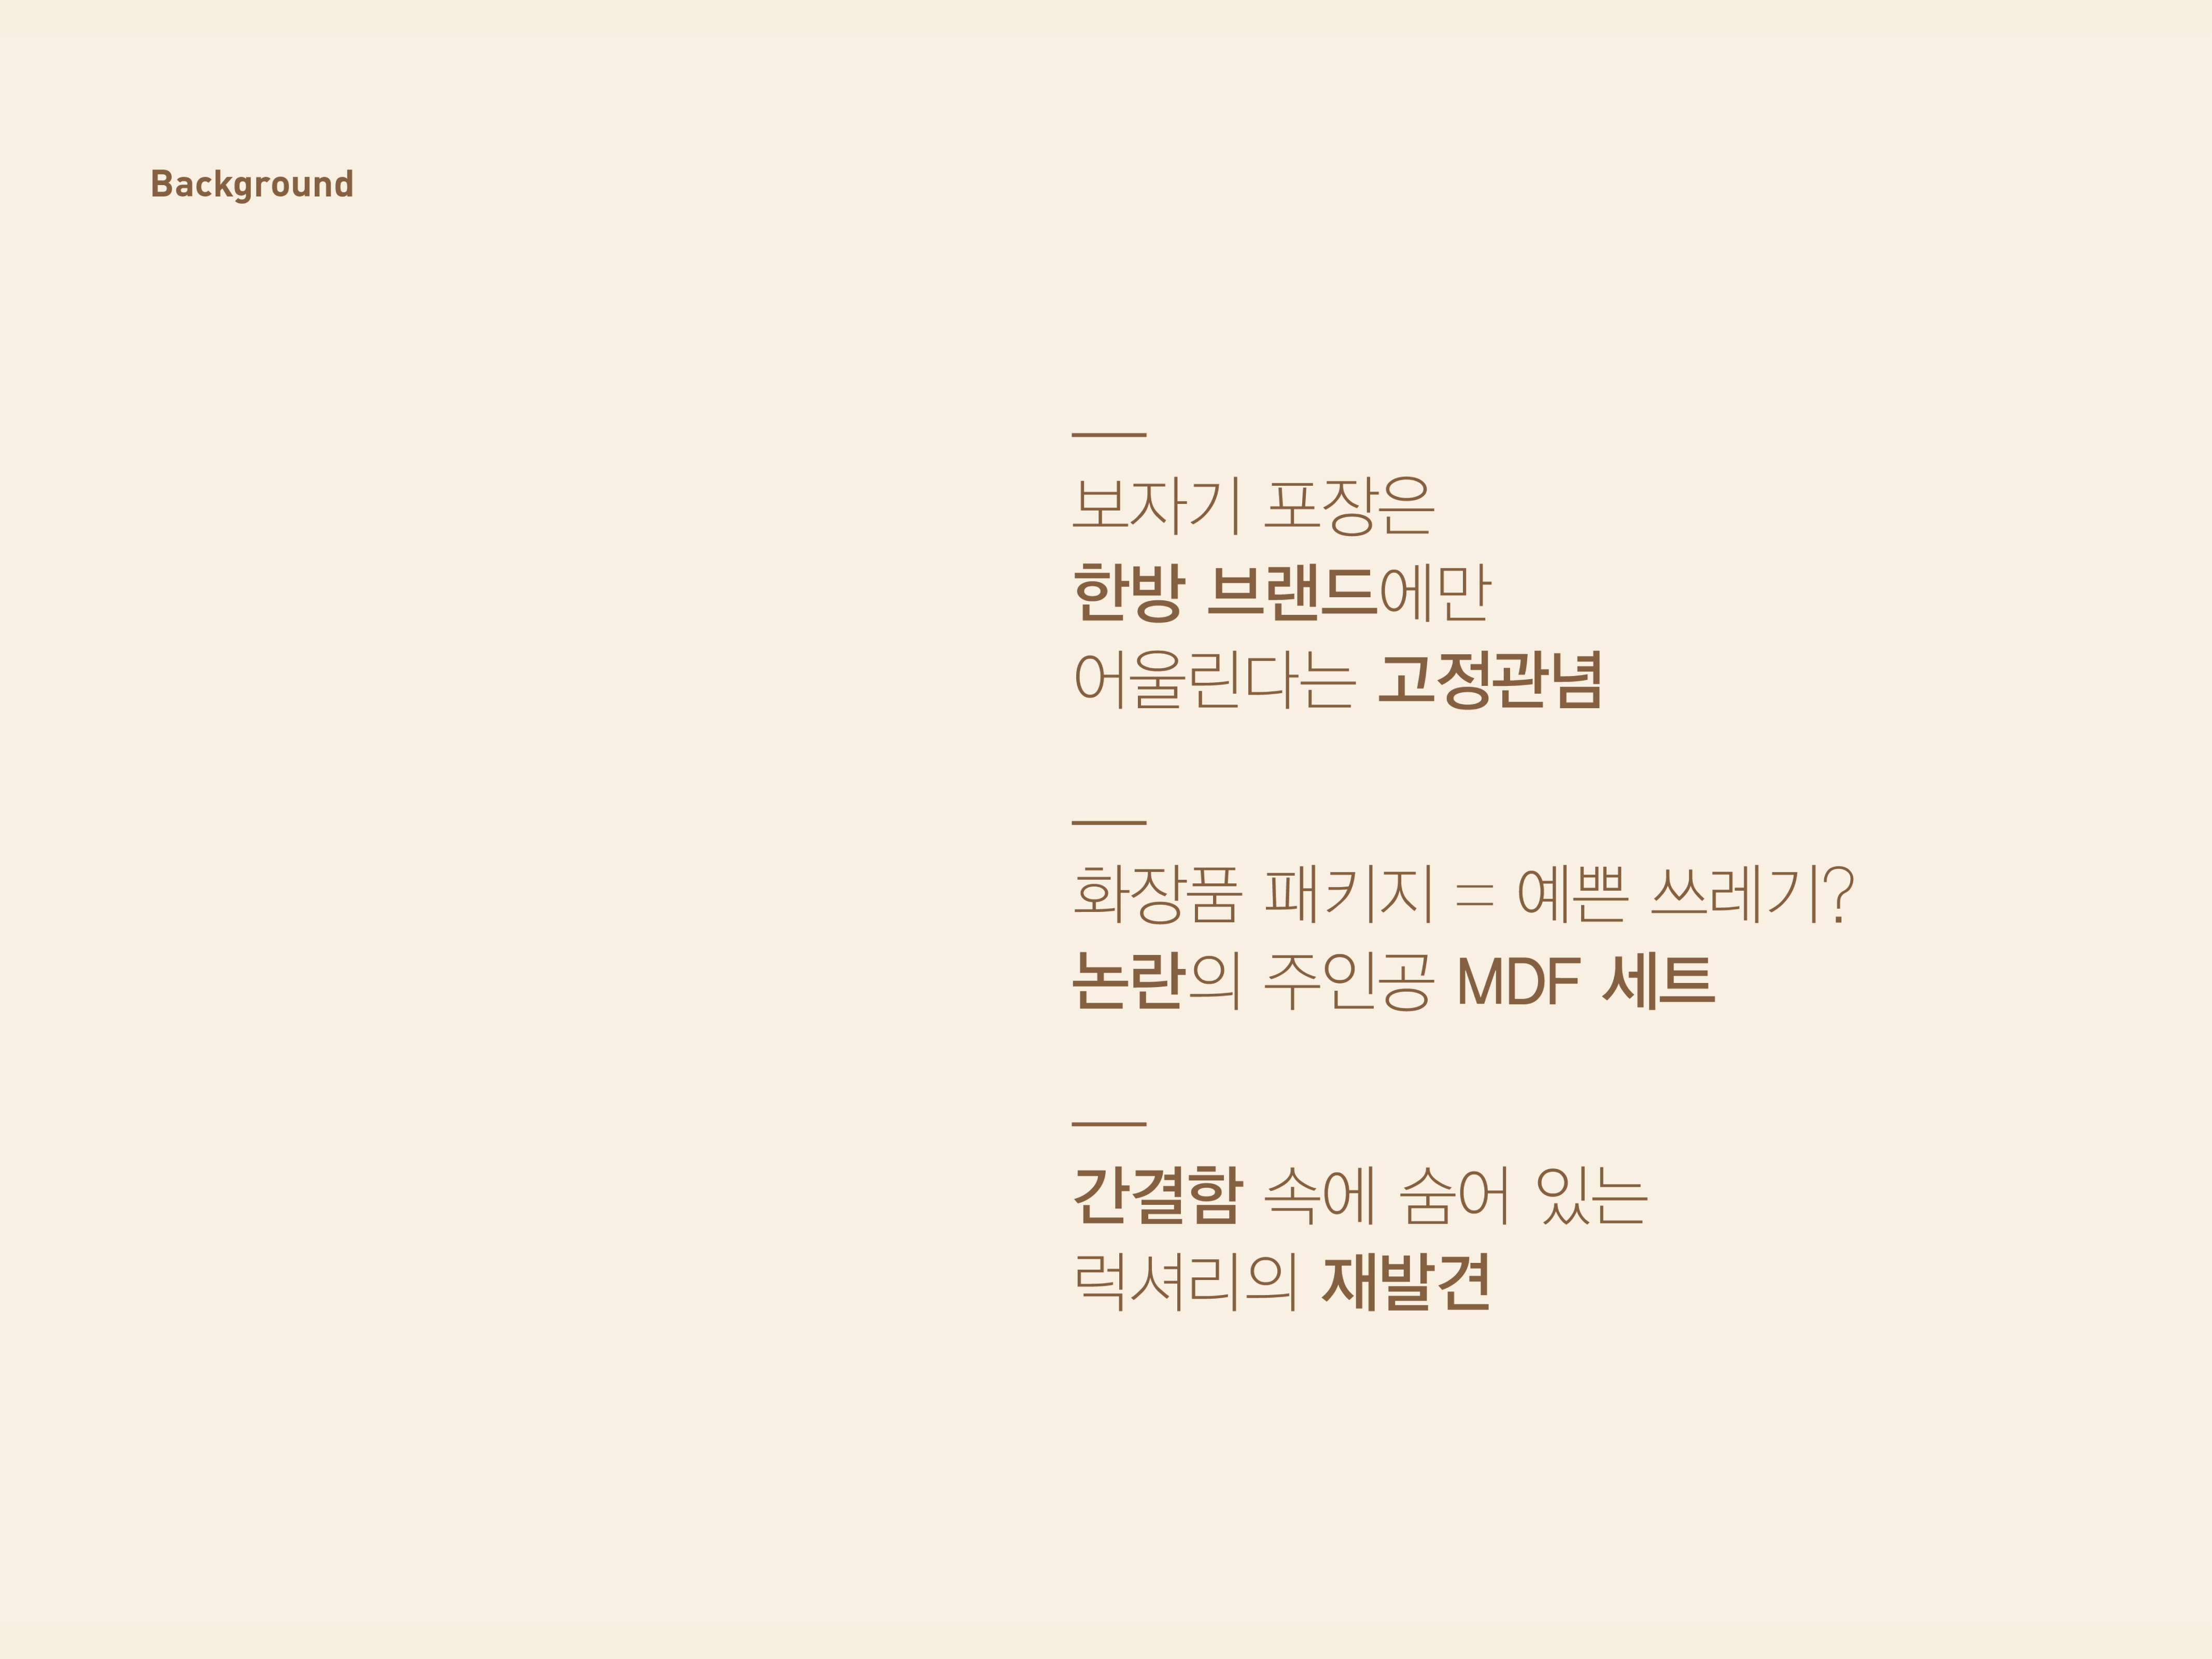 Background
보자기 포장은
한방 브랜드에만
어울린다는 고정관념
화장품 패키지 = 예쁜 쓰레기?
논란의 주인공 MDF 세트
간결함 속에 숨어 있는
럭셔리의 재발견